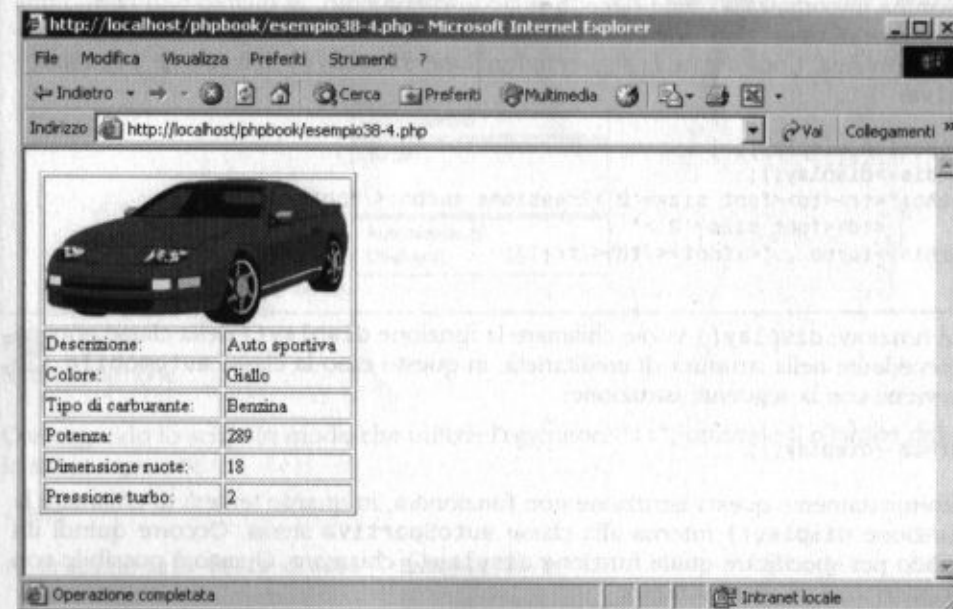 http://localhost/phpbook/esempio38-4.php - Microsoft Internet Explorer
File Modifica Visualizza Preferiti Strumenti ?
Indietro Cerca Preferiti Multimedia
Indirizzo http://localhost/phpbook/esempio38-4.php Vai Collegamenti »
Descrizione: Auto sportiva
Colore: Giallo
Tipo di carburante: Benzina
Potenza: 289
Dimensione ruote: 18
Pressione turbo: 2
Operazione completata Intranet locale